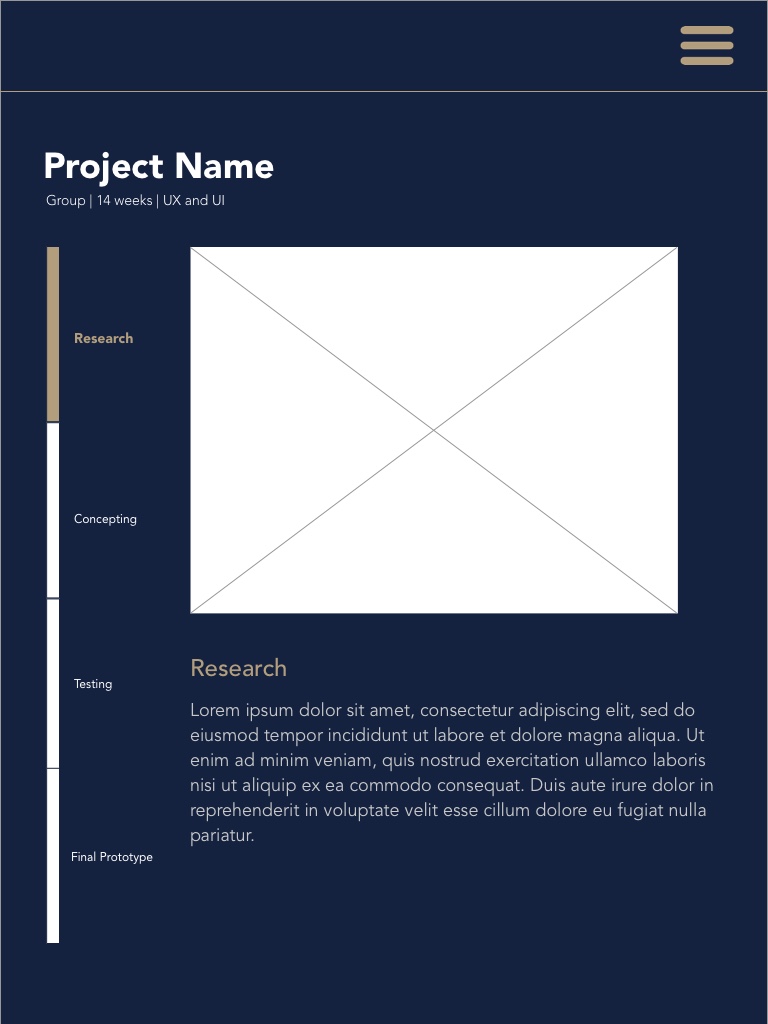 Project Name
Group | 14 weeks | UX and UI
Research
Concepting
Testing
Final Prototype
Research
Lorem ipsum dolor sit amet, consectetur adipiscing elit, sed do
eiusmod tempor incididunt ut labore et dolore magna aliqua. Ut
enim ad minim veniam, quis nostrud exercitation ullamco laboris
nisi ut aliquip ex ea commodo consequat. Duis aute irure dolor in
reprehenderit in voluptate velit esse cillum dolore eu fugiat nulla
pariatur.